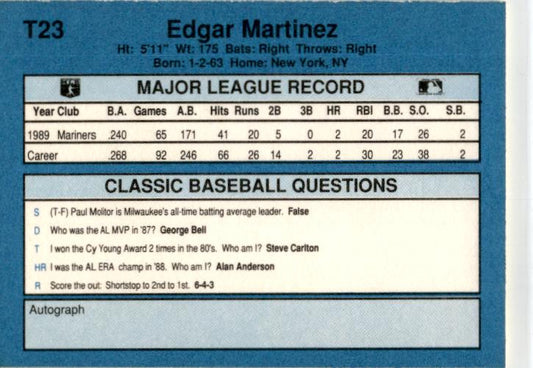 T23
Edgar Martinez
Ht: 5'11" Wt: 175 Bats: Right Throws: Right
Born: 1-2-63 Home: New York, NY
MAJOR LEAGUE RECORD
Year Club B.A. Games A.B. Hits Runs 2B 3B HR RBI B.B. S.O. S.B.
1989 Mariners .240 65 171 41 20 5 0 2 20 17 26 2
Career .268 92 246 66 26 14 2 2 30 23 38 2
CLASSIC BASEBALL QUESTIONS
S (T-F) Paul Molitor is Milwaukee's all-time batting average leader. False
D Who was the AL MVP in '87? George Bell
T I won the Cy Young Award 2 times in the 80's. Who am I? Steve Carlton
HR I was the AL ERA champ in '88. Who am I? Alan Anderson
R Score the out: Shortstop to 2nd to 1st. 6-4-3
Autograph